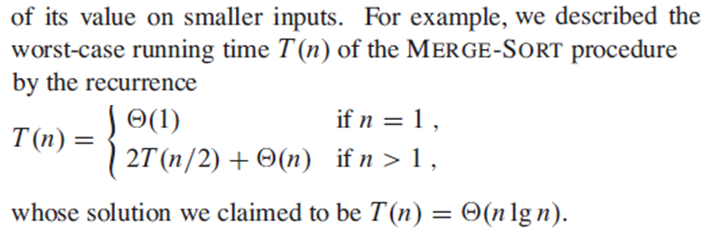 of its value on smaller inputs. For example, we described the
worst-case running time T(n) of the MERGE-SORT procedure
by the recurrence
T(n) = { Θ(1) if n = 1 ,
2T(n/2) + Θ(n) if n > 1 ,
whose solution we claimed to be T(n) = Θ(n lg n).